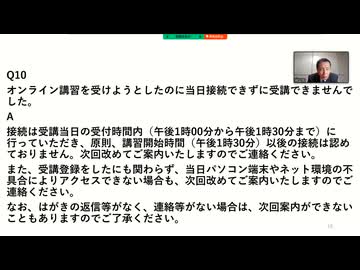 Q10
オンライン講習を受けようとしたのに当日接続できずに受講できませんで
した。
A
接続は受講当日の受付時間内（午後1時00分から午後1時30分まで）に
行っていただき、原則、講習開始時間（午後1時30分）以後の接続は認め
ておりません。次回改めてご案内いたしますのでご連絡ください。
また、受講登録をしたにも関わらず、当日パソコン端末やネット環境の不
具合によりアクセスできない場合も、次回改めてご案内いたしますのでご
連絡ください。
なお、はがきの返信等がなく、連絡等がない場合は、次回案内ができない
こともありますのでご了承ください。